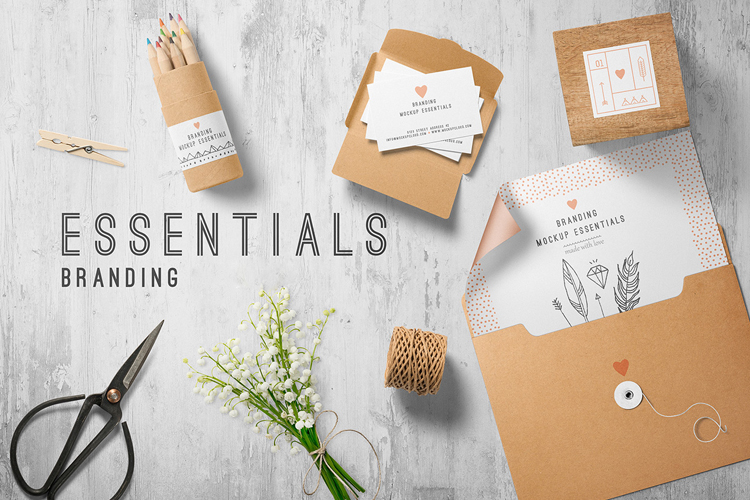 BRANDING
MOCKUP ESSENTIALS
BRANDING
MOCKUP ESSENTIALS
01
BRANDING
MOCKUP ESSENTIALS
made with love
ESSENTIALS
BRANDING